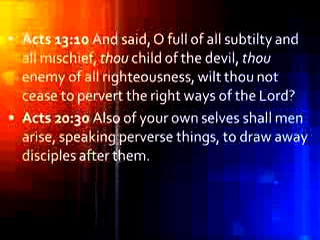 • Acts 13:10 And said, O full of all subtilty and
all mischief, thou child of the devil, thou
enemy of all righteousness, wilt thou not
cease to pervert the right ways of the Lord?
• Acts 20:30 Also of your own selves shall men
arise, speaking perverse things, to draw away
disciples after them.